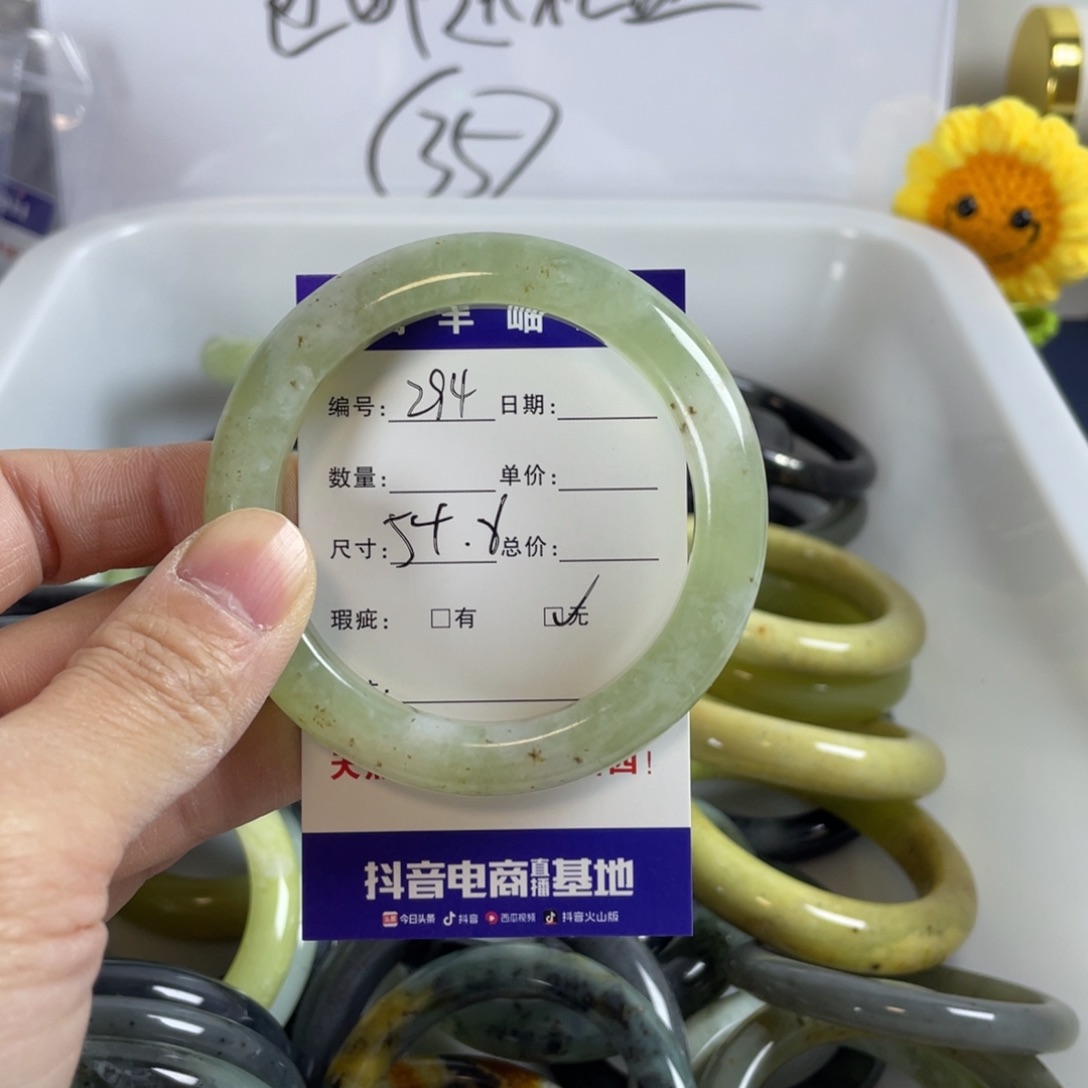 (35)
编号: 294 日期:
数量: 单价:
尺寸: 54.8 总价:
瑕疵: □有 ☑无
抖音电商直播基地
今日头条 抖音 西瓜视频 抖音火山版